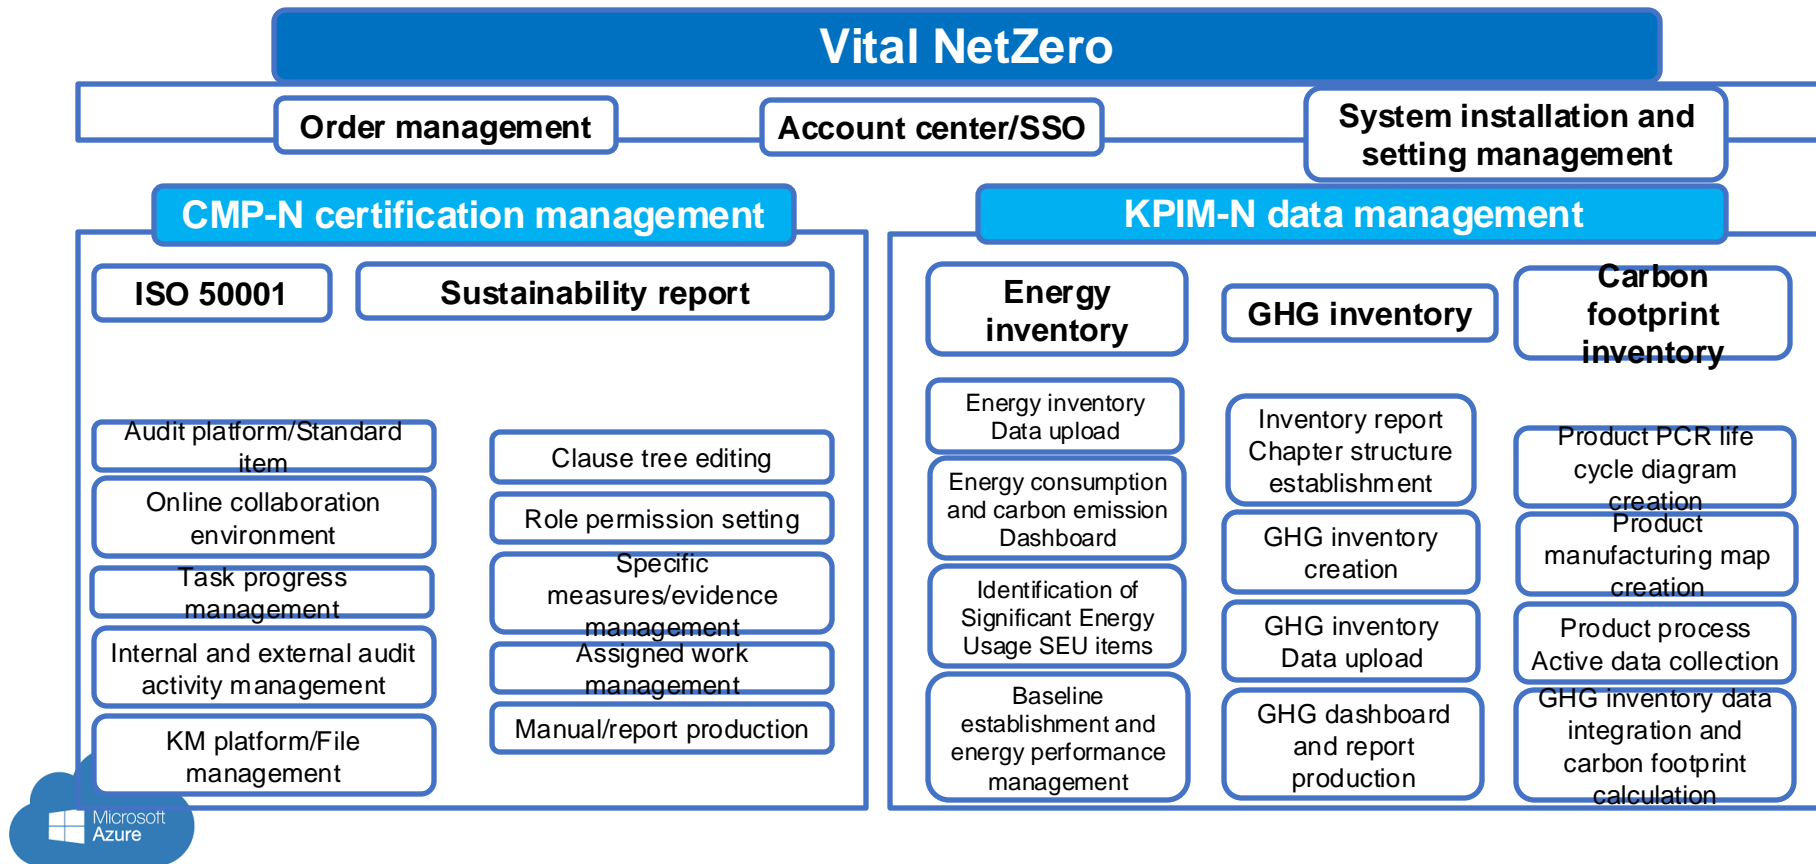 Vital NetZero
Order management
Account center/SSO
System installation and
setting management
CMP-N certification management
ISO 50001
Sustainability report
Audit platform/Standard
item
Online collaboration
environment
Task progress
management
Internal and external audit
activity management
KM platform/File
management
Clause tree editing
Role permission setting
Specific
measures/evidence
management
Assigned work
management
Manual/report production
KPIM-N data management
Energy
inventory
Energy inventory
Data upload
Energy consumption
and carbon emission
Dashboard
Identification of
Significant Energy
Usage SEU items
Baseline
establishment and
energy performance
management
GHG inventory
Inventory report
Chapter structure
establishment
GHG inventory
creation
GHG inventory
Data upload
GHG dashboard
and report
production
Carbon
footprint
inventory
Product PCR life
cycle diagram
creation
Product
manufacturing map
creation
Product process
Active data collection
GHG inventory data
integration and
carbon footprint
calculation
Microsoft
Azure